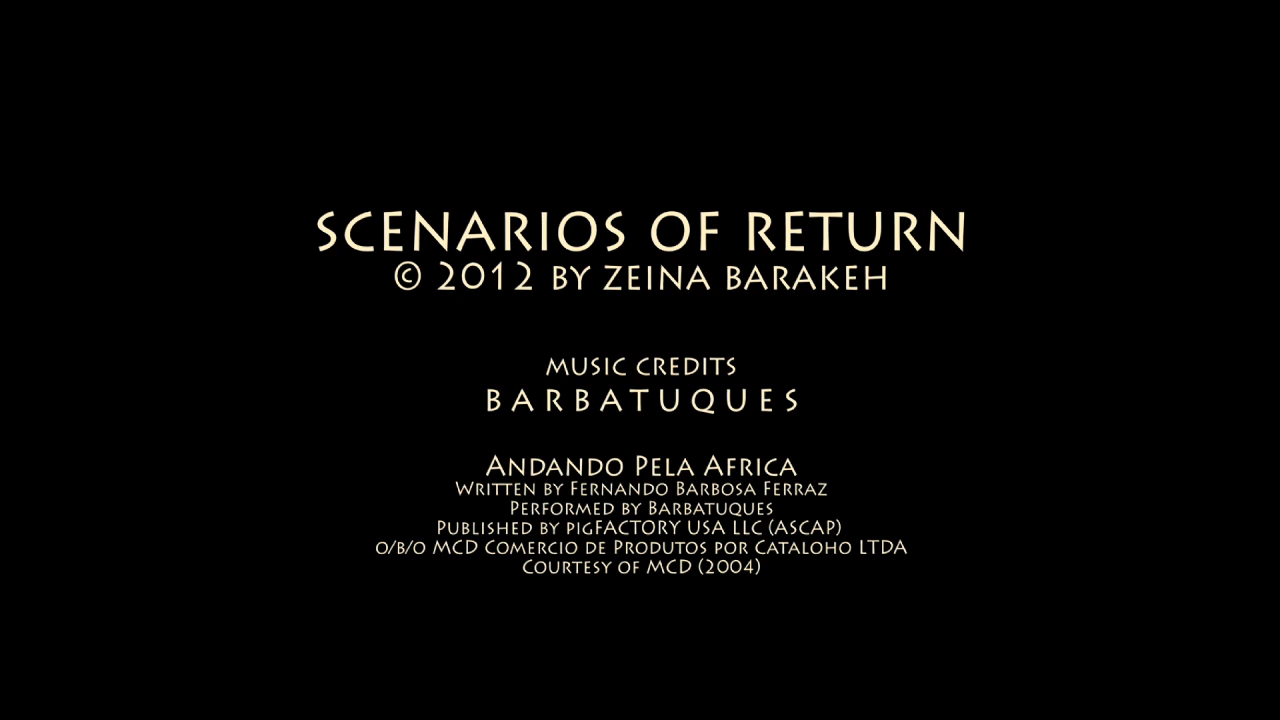 SCENARIOS OF RETURN
© 2012 BY ZEINA BARAKEH
MUSIC CREDITS
BARBATUQUES
ANDANDO PELA AFRICA
WRITTEN BY FERNANDO BARBOSA FERRAZ
PERFORMED BY BARBATUQUES
PUBLISHED BY PIGFACTORY USA LLC (ASCAP)
O/B/O MCD COMERCIO DE PRODUTOS POR CATALOHO LTDA
COURTESY OF MCD (2004)